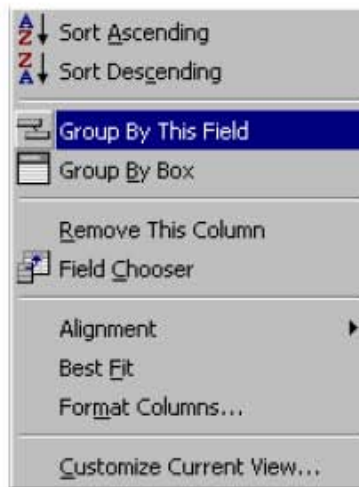 Sort Ascending
Sort Descending
Group By This Field
Group By Box
Remove This Column
Field Chooser
Alignment
Best Fit
Format Columns...
Customize Current View...